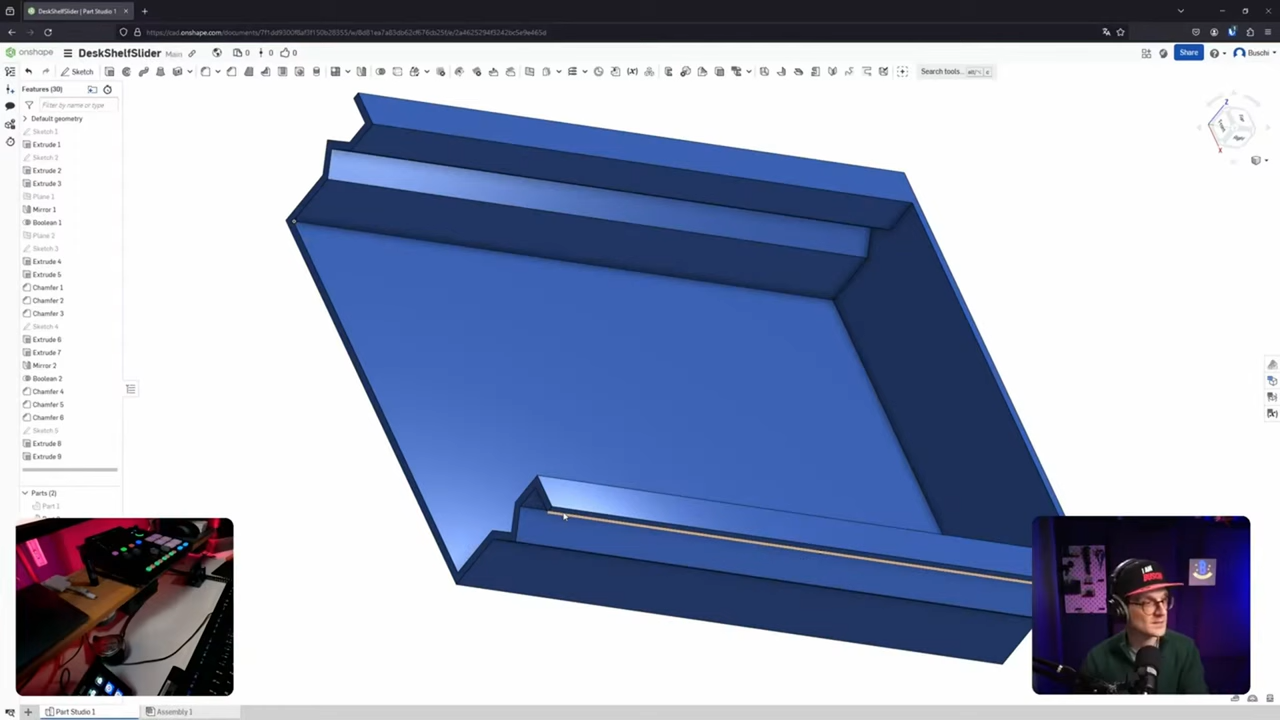 DeskShelfSlider | Part Studio 1
onshape
DeskShelfSlider
Main
0
0
0
Share
Buschi
Sketch
Search tools...
Features (30)
Filter by name or type
Default geometry
Sketch 1
Extrude 1
Sketch 2
Extrude 2
Extrude 3
Plane 1
Mirror 1
Boolean 1
Plane 2
Sketch 3
Extrude 4
Extrude 5
Chamfer 1
Chamfer 2
Chamfer 3
Sketch 4
Extrude 6
Extrude 7
Mirror 2
Boolean 2
Chamfer 4
Chamfer 5
Chamfer 6
Sketch 5
Extrude 8
Extrude 9
Parts (2)
Part 1
Z
X
Part Studio 1
Assembly 1